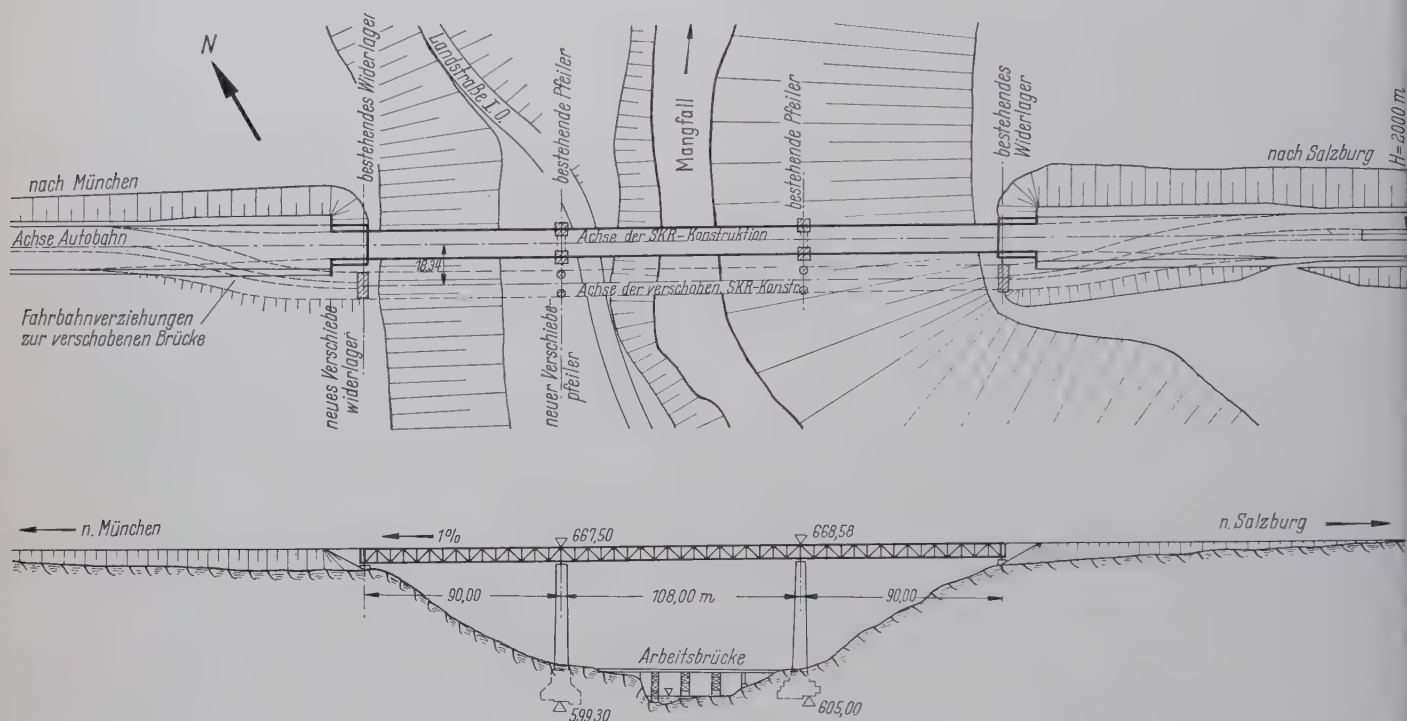 N
nach München
Achse Autobahn
Fahrbahnverziehungen
zur verschobenen Brücke
bestehendes Widerlager
neues Verschiebe
widerlager
Landstraße I.O.
bestehende Pfeiler
neuer Verschiebe
pfeiler
18,34
Achse der SKR-Konstruktion
Achse der verschoben. SKR-Konstr.
Mangfall
bestehende Pfeiler
bestehendes
Widerlager
nach Salzburg
H=2000 m
n. München
1%
667,50
668,58
n. Salzburg
90,00
108,00 m
90,00
Arbeitsbrücke
599,30
605,00